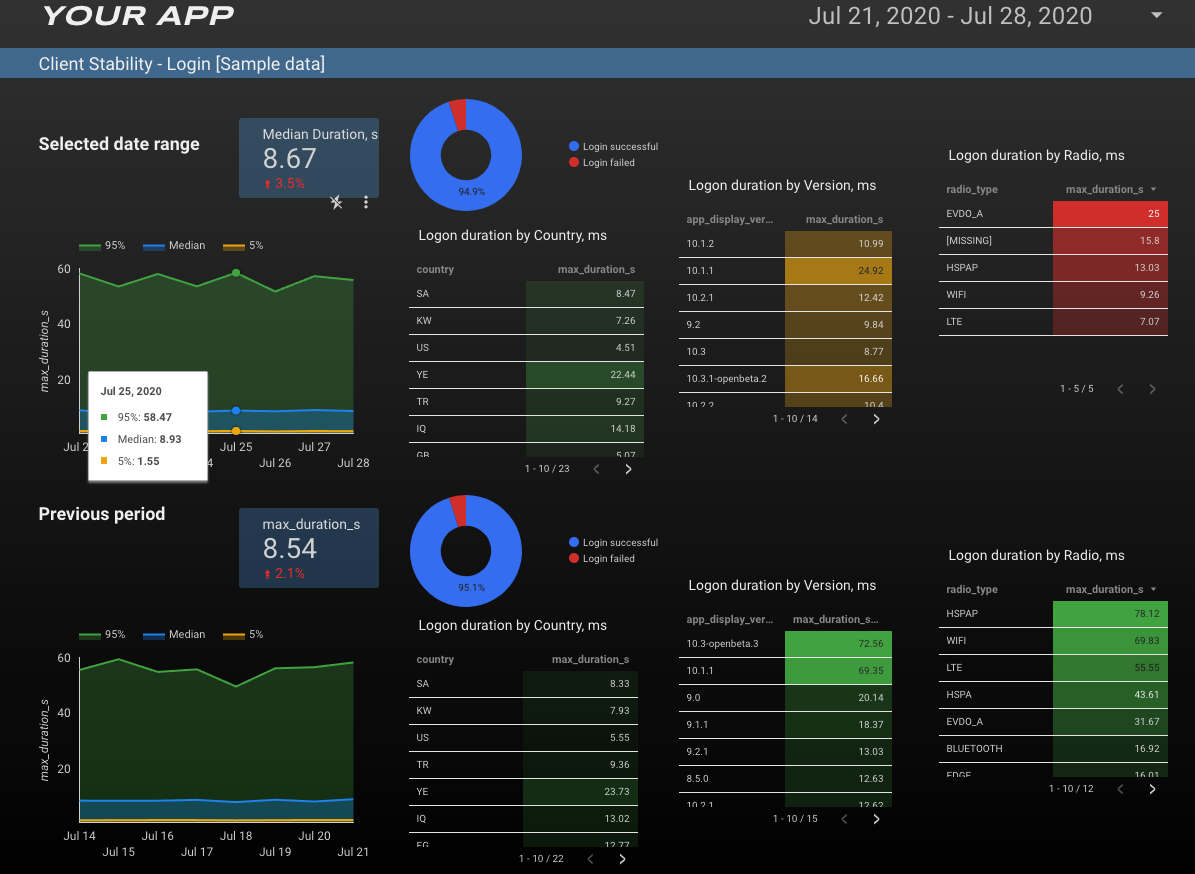 YOUR APP
Jul 21, 2020 - Jul 28, 2020
Client Stability - Login [Sample data]
Selected date range
Median Duration, s
8.67
3.5%
94.9%
Login successful
Login failed
95% Median 5%
60
40
20
max_duration_s
Jul 25, 2020
95%: 58.47
Median: 8.93
5%: 1.55
Jul 25
Jul 27
Jul 26
Jul 28
Logon duration by Country, ms
country max_duration_s
SA 8.47
KW 7.26
US 4.51
YE 22.44
TR 9.27
IQ 14.18
GB 5.07
1 - 10 / 23
Logon duration by Version, ms
app_display_ver... max_duration_s
10.1.2 10.99
10.1.1 24.92
10.2.1 12.42
9.2 9.84
10.3 8.77
10.3.1-openbeta.2 16.66
10.2.2 10.4
1 - 10 / 14
Logon duration by Radio, ms
radio_type max_duration_s
EVDO_A 25
[MISSING] 15.8
HSPAP 13.03
WIFI 9.26
LTE 7.07
1 - 5 / 5
Previous period
max_duration_s
8.54
2.1%
95.1%
Login successful
Login failed
95% Median 5%
60
40
20
max_duration_s
Jul 14 Jul 16 Jul 18 Jul 20
Jul 15 Jul 17 Jul 19 Jul 21
Logon duration by Country, ms
country max_duration_s
SA 8.33
KW 7.93
US 5.55
TR 9.36
YE 23.73
IQ 13.02
EG 12.77
1 - 10 / 22
Logon duration by Version, ms
app_display_ver... max_duration_s...
10.3-openbeta.3 72.56
10.1.1 69.35
9.0 20.14
9.1.1 18.37
9.2.1 13.03
8.5.0 12.63
10.2.1 12.62
1 - 10 / 15
Logon duration by Radio, ms
radio_type max_duration_s
HSPAP 78.12
WIFI 69.83
LTE 55.55
HSPA 43.61
EVDO_A 31.67
BLUETOOTH 16.92
EDGE 16.01
1 - 10 / 12